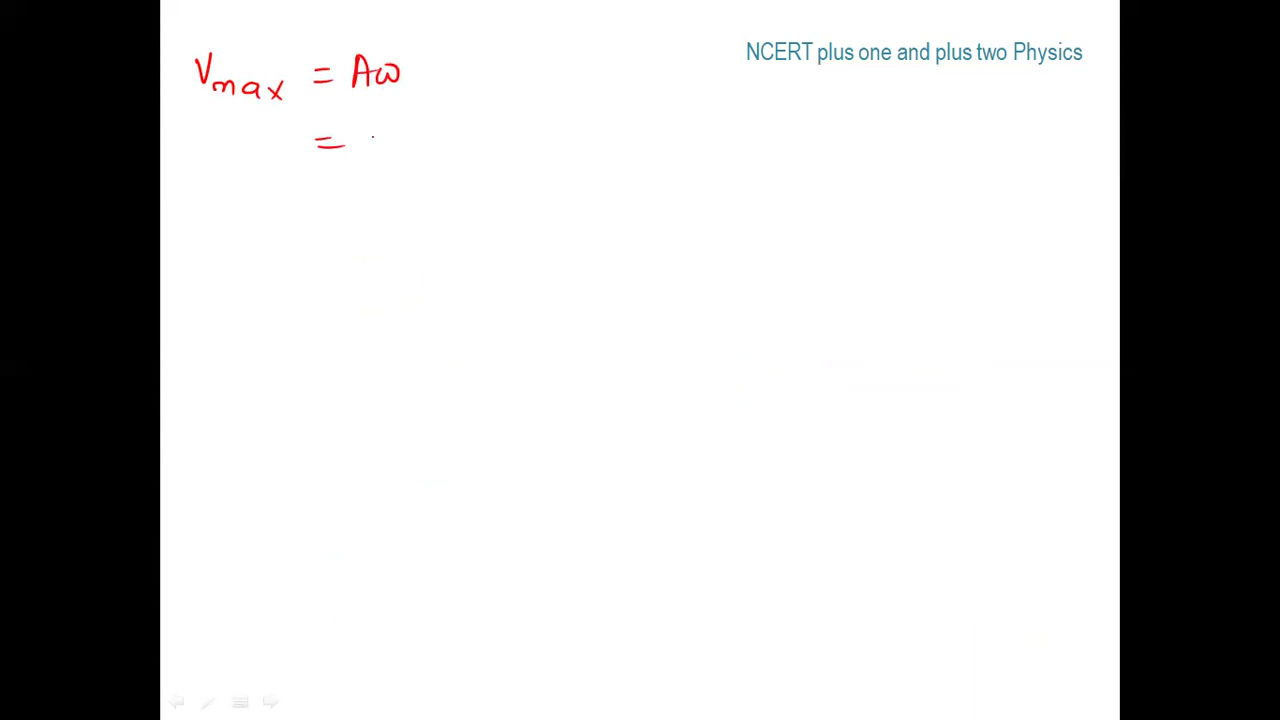 NCERT plus one and plus two Physics
Vmax = Aω
=